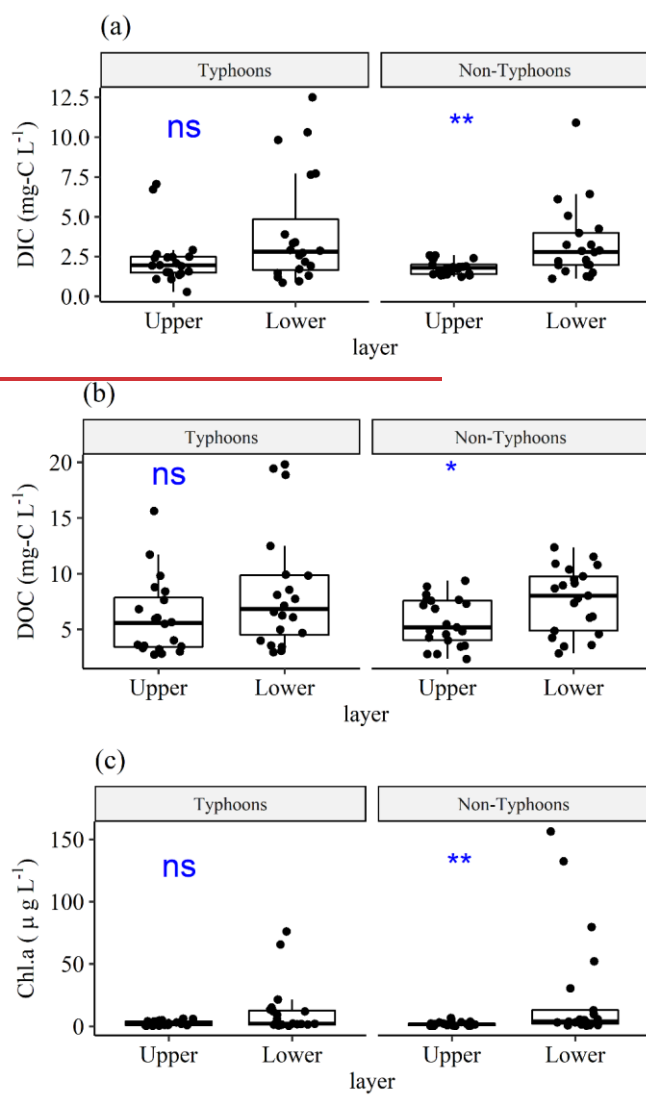 (a)
Typhoons Non-Typhoons
ns **
DIC (mg-C L-1)
12.5
10.0
7.5
5.0
2.5
0.0
Upper Lower Upper Lower
layer
(b)
Typhoons Non-Typhoons
ns *
DOC (mg-C L-1)
20
15
10
5
Upper Lower Upper Lower
layer
(c)
Typhoons Non-Typhoons
ns **
Chl.a ( μ g L-1)
150
100
50
0
Upper Lower Upper Lower
layer